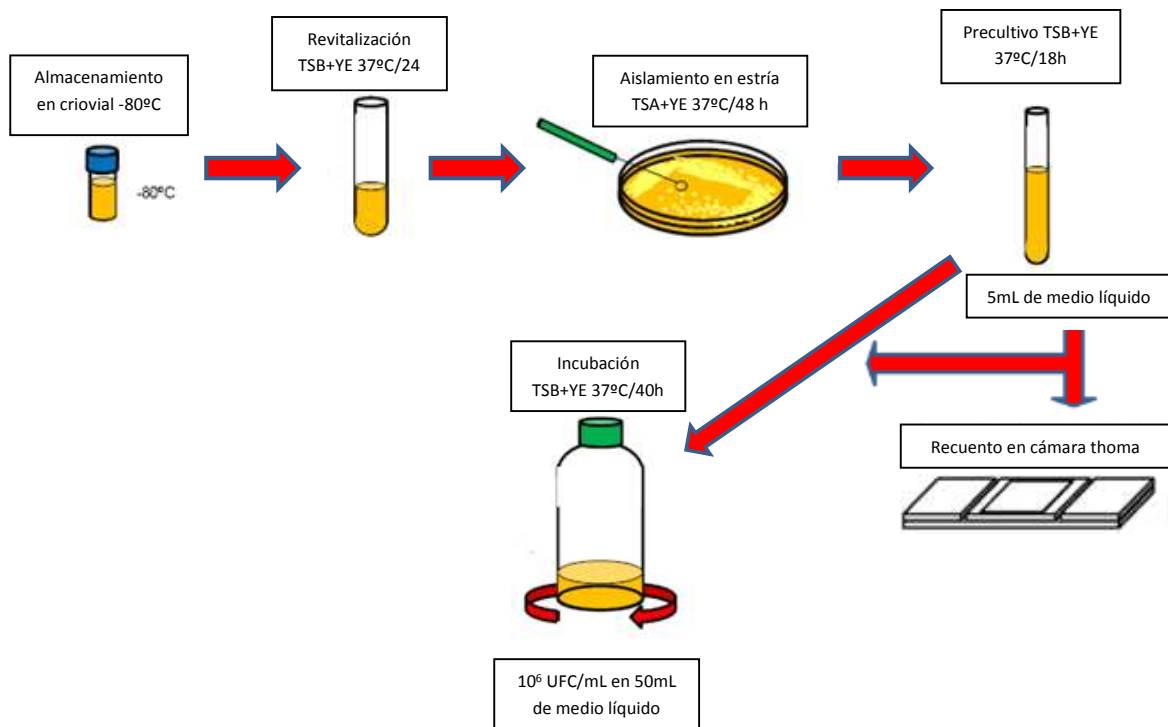 Almacenamiento
en criovial -80ºC
-80ºC
Revitalización
TSB+YE 37ºC/24
Aislamiento en estría
TSA+YE 37ºC/48 h
Precultivo TSB+YE
37ºC/18h
5mL de medio líquido
Incubación
TSB+YE 37ºC/40h
Recuento en cámara thoma
10⁶ UFC/mL en 50mL
de medio líquido